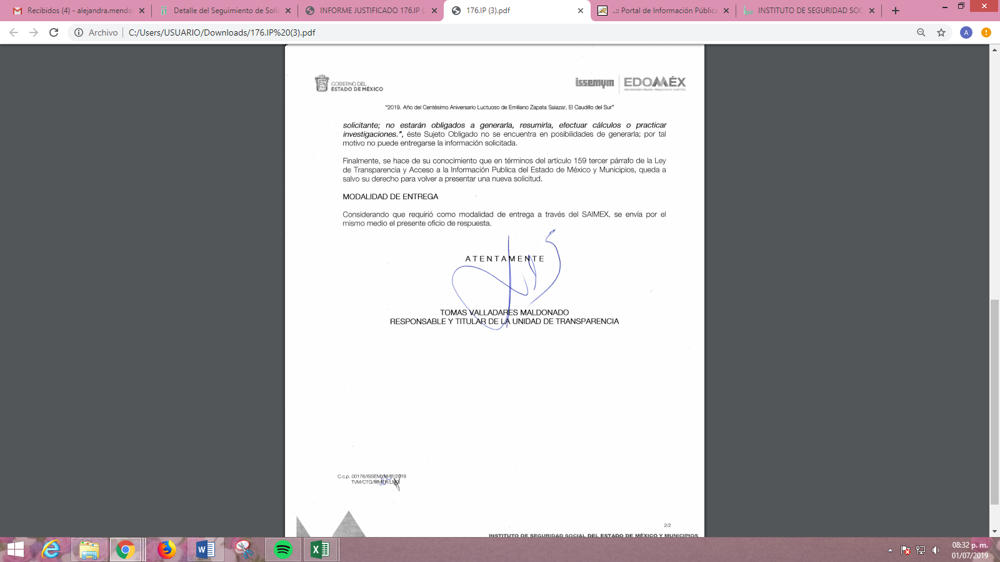 Recibidos (4) - alejandra.mendo
Detalle del Seguimiento de Soli
INFORME JUSTIFICADO 176.IP (
176.IP (3).pdf
..:: Portal de Información Pública
INSTITUTO DE SEGURIDAD SOC
Archivo
C:/Users/USUARIO/Downloads/176.IP%20(3).pdf
A
GOBIERNO DEL
ESTADO DE MÉXICO
issemym
EDOMÉX
DECISIONES FIRMES, RESULTADOS FUERTES.
"2019. Año del Centésimo Aniversario Luctuoso de Emiliano Zapata Salazar, El Caudillo del Sur"
solicitante; no estarán obligados a generarla, resumirla, efectuar cálculos o practicar
investigaciones.", éste Sujeto Obligado no se encuentra en posibilidades de generarla; por tal
motivo no puede entregarse la información solicitada.
Finalmente, se hace de su conocimiento que en términos del artículo 159 tercer párrafo de la Ley
de Transparencia y Acceso a la Información Publica del Estado de México y Municipios, queda a
salvo su derecho para volver a presentar una nueva solicitud.
MODALIDAD DE ENTREGA
Considerando que requirió como modalidad de entrega a través del SAIMEX, se envía por el
mismo medio el presente oficio de respuesta.
A T E N T A M E N T E
TOMAS VALLADARES MALDONADO
RESPONSABLE Y TITULAR DE LA UNIDAD DE TRANSPARENCIA
C.c.p. 00176/ISSEMYM/IP/2019
TVM/CTG/
2/2
INSTITUTO DE SEGURIDAD SOCIAL DEL ESTADO DE MÉXICO Y MUNICIPIOS
08:32 p. m.
01/07/2019